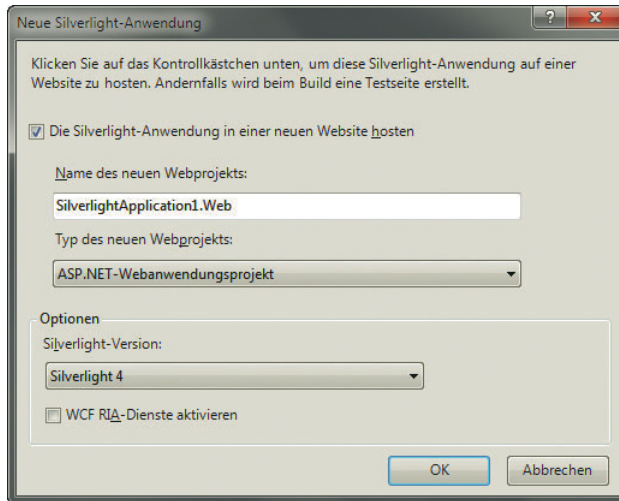 Neue Silverlight-Anwendung
Klicken Sie auf das Kontrollkästchen unten, um diese Silverlight-Anwendung auf einer
Website zu hosten. Andernfalls wird beim Build eine Testseite erstellt.
Die Silverlight-Anwendung in einer neuen Website hosten
Name des neuen Webprojekts:
SilverlightApplication1.Web
Typ des neuen Webprojekts:
ASP.NET-Webanwendungsprojekt
Optionen
Silverlight-Version:
Silverlight 4
WCF RIA-Dienste aktivieren
OK
Abbrechen